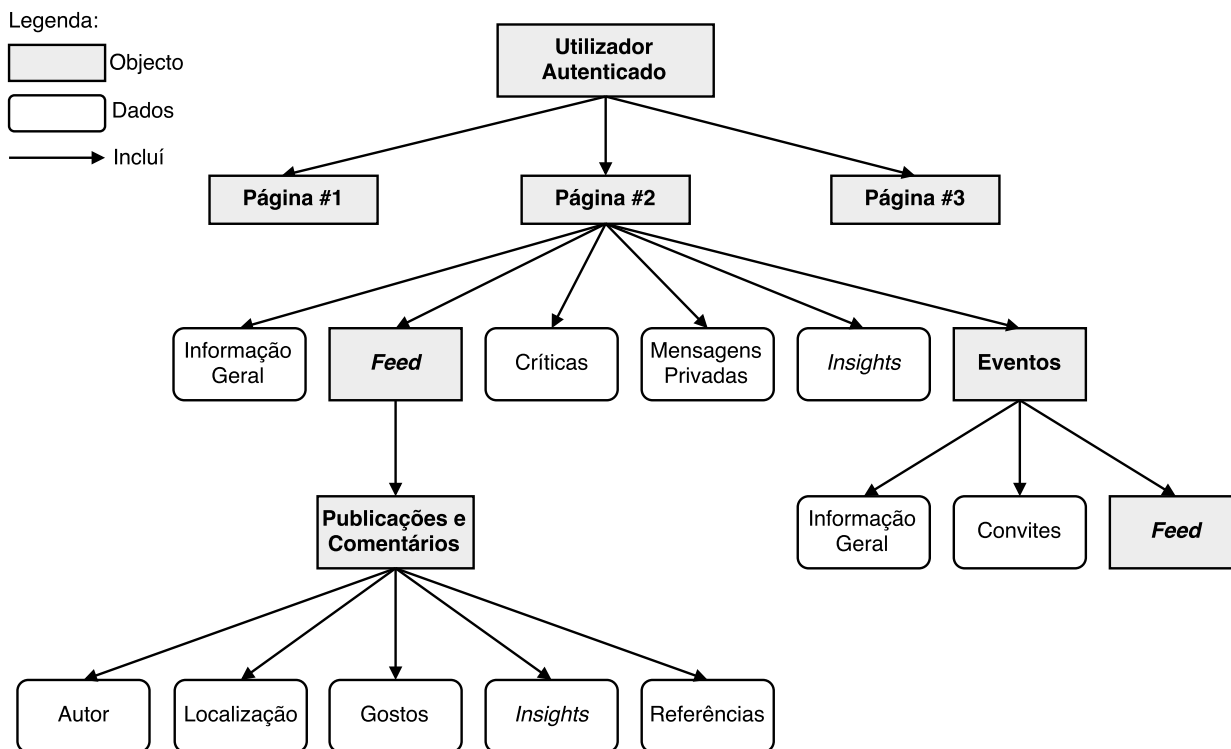 Legenda:
Objecto
Dados
Incluí
Utilizador
Autenticado
Página #1
Página #2
Página #3
Informação
Geral
Feed
Críticas
Mensagens
Privadas
Insights
Eventos
Publicações e
Comentários
Informação
Geral
Convites
Feed
Autor
Localização
Gostos
Insights
Referências